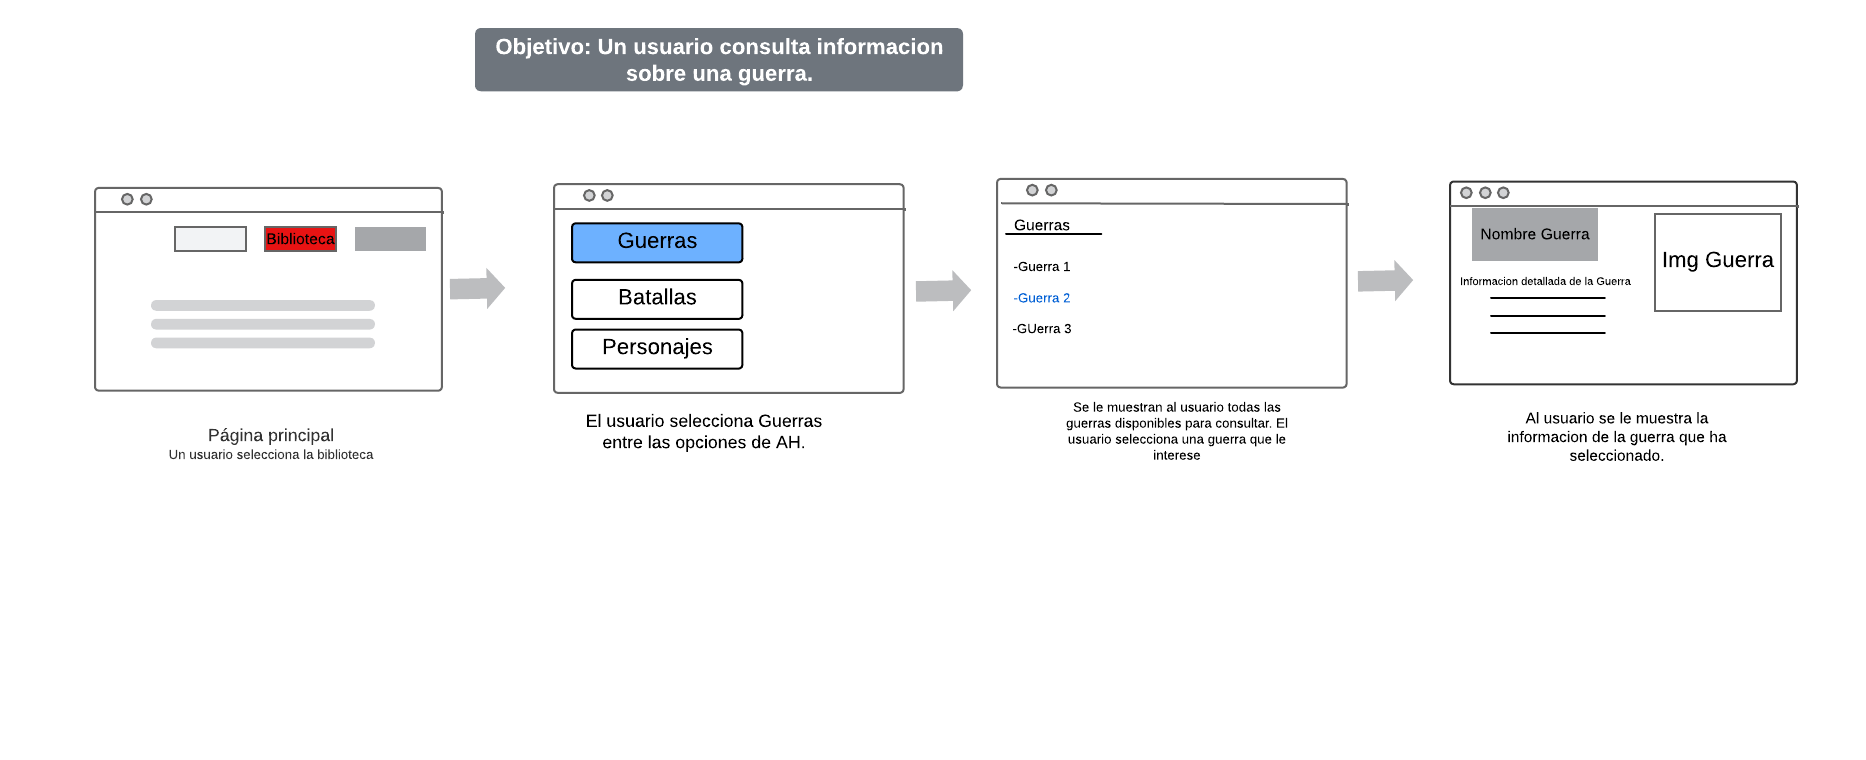 Objetivo: Un usuario consulta informacion
sobre una guerra.
Biblioteca
Página principal
Un usuario selecciona la biblioteca
Guerras
Batallas
Personajes
El usuario selecciona Guerras
entre las opciones de AH.
Guerras
-Guerra 1
-Guerra 2
-GUerra 3
Se le muestran al usuario todas las
guerras disponibles para consultar. El
usuario selecciona una guerra que le
interese
Nombre Guerra
Informacion detallada de la Guerra
Img Guerra
Al usuario se le muestra la
informacion de la guerra que ha
seleccionado.